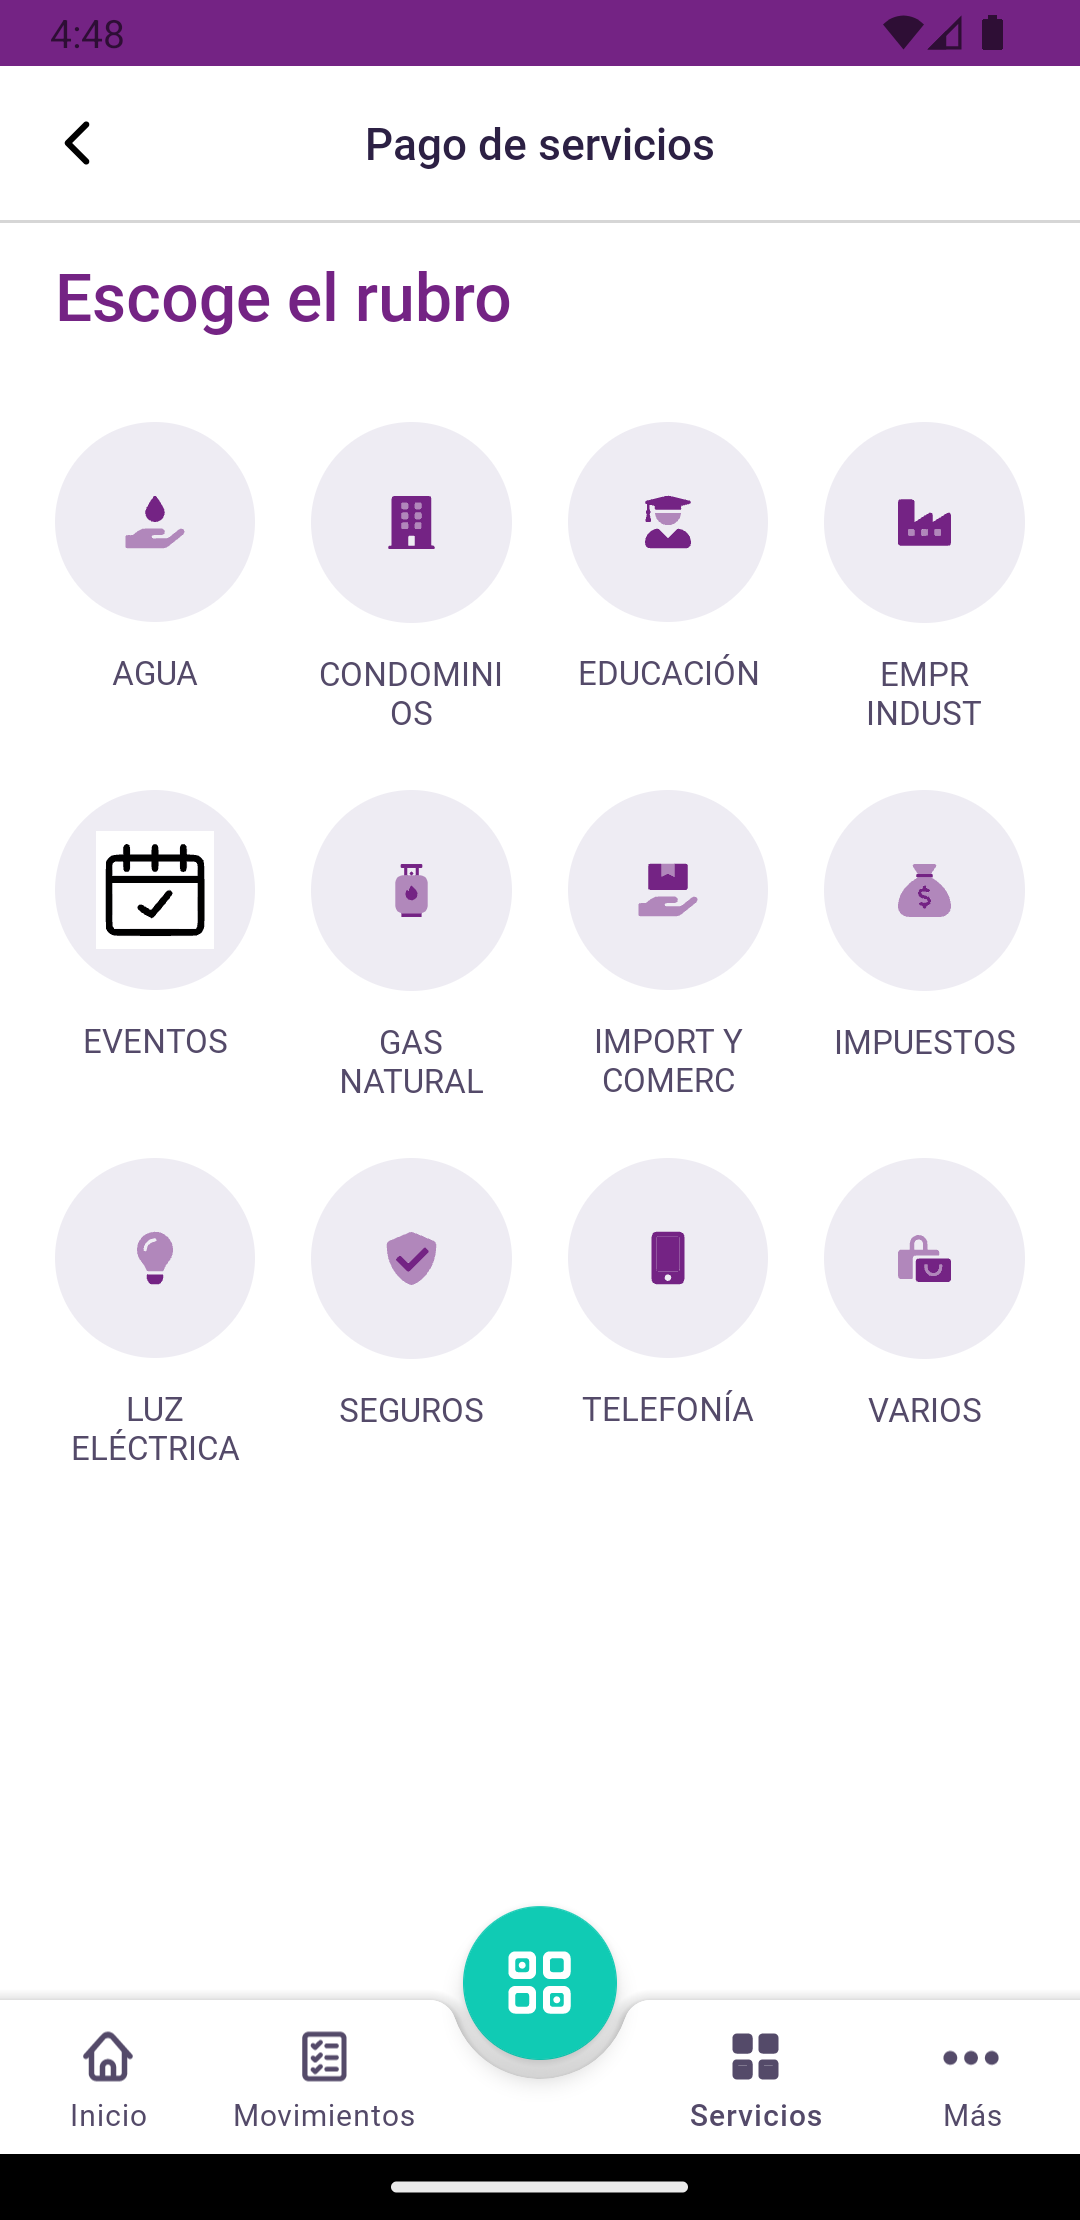 4:48
Pago de servicios
Escoge el rubro
AGUA
CONDOMINI
OS
EDUCACIÓN
EMPR
INDUST
EVENTOS
GAS
NATURAL
IMPORT Y
COMERC
IMPUESTOS
LUZ
ELÉCTRICA
SEGUROS
TELEFONÍA
VARIOS
Inicio
Movimientos
Servicios
Más